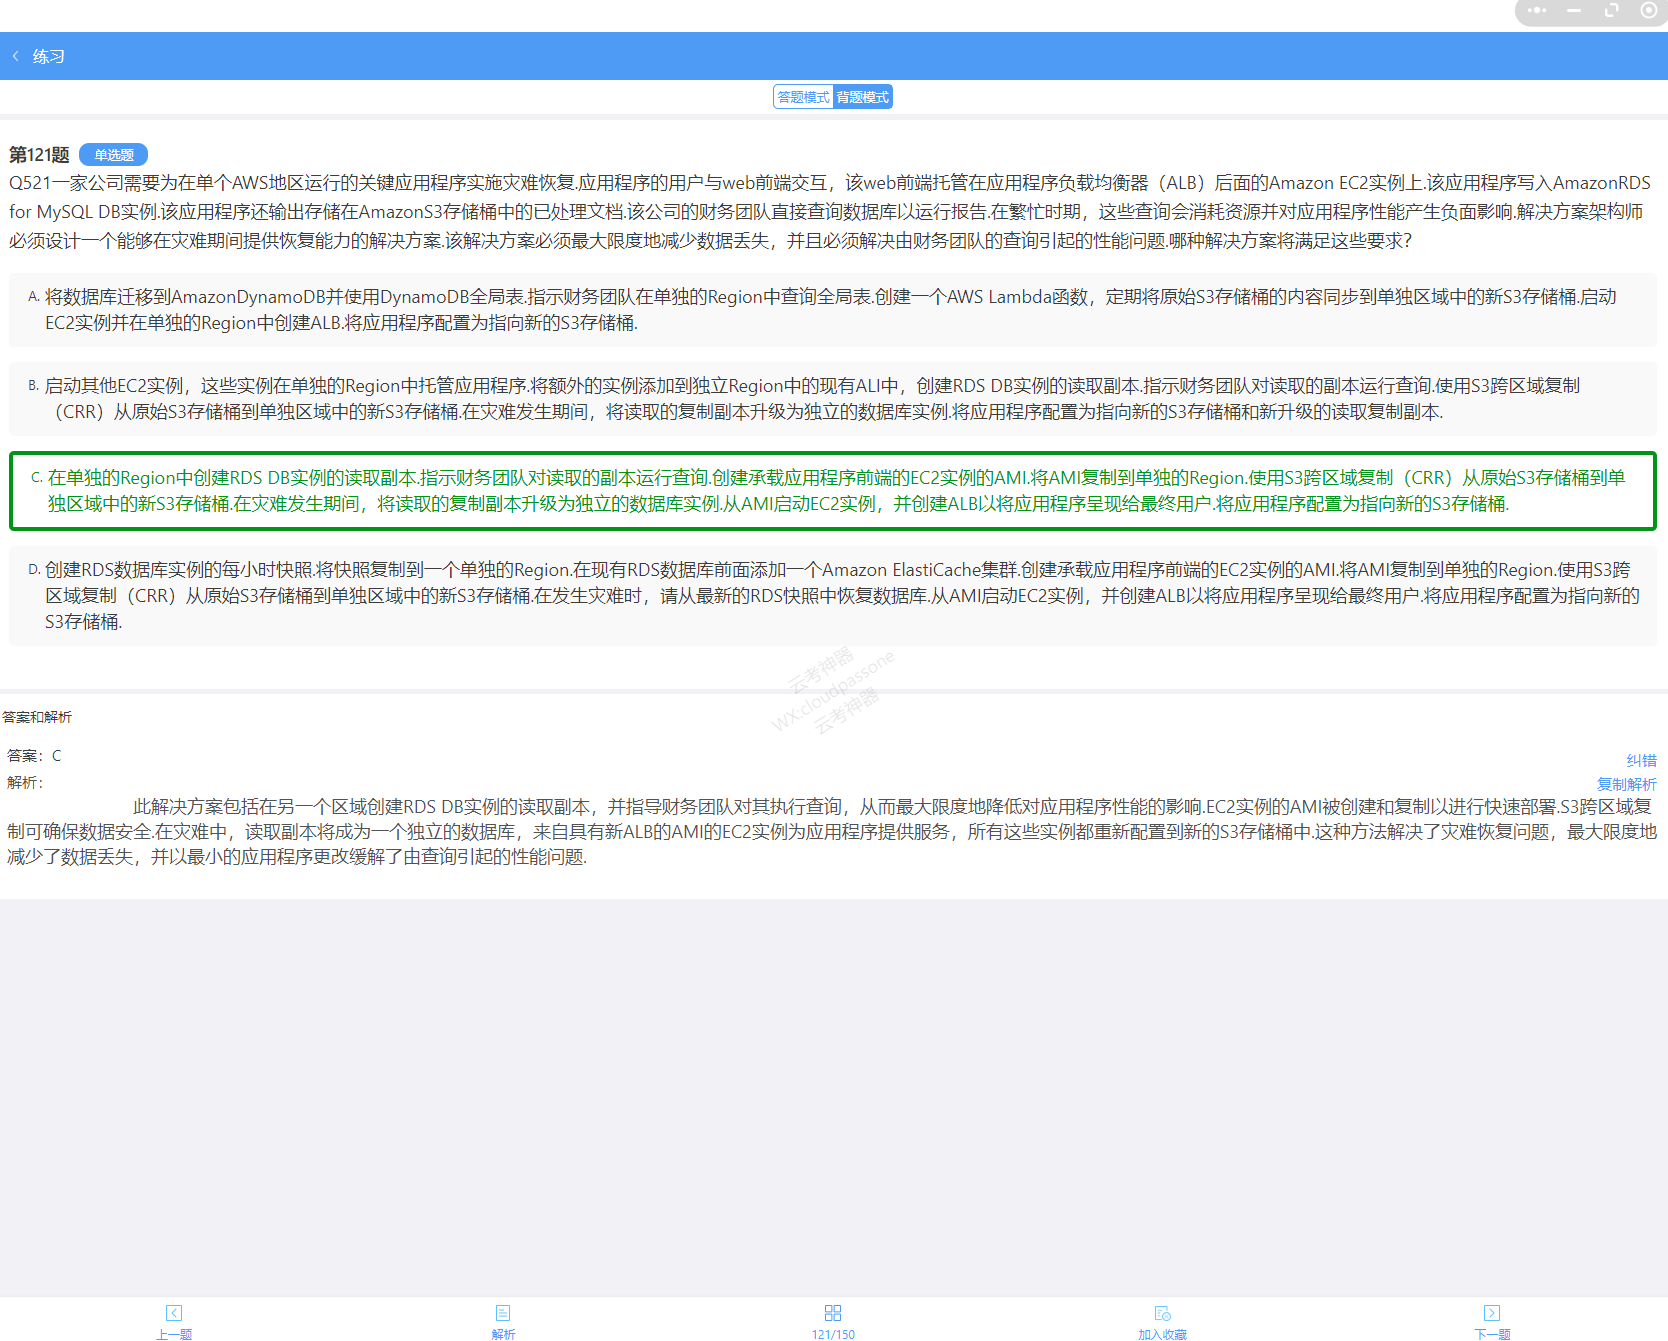 练习
答题模式 背题模式
第121题 单选题
Q521一家公司需要为在单个AWS地区运行的关键应用程序实施灾难恢复.应用程序的用户与web前端交互，该web前端托管在应用程序负载均衡器（ALB）后面的Amazon EC2实例上.该应用程序写入AmazonRDS
for MySQL DB实例.该应用程序还输出存储在AmazonS3存储桶中的已处理文档.该公司的财务团队直接查询数据库以运行报告.在繁忙时期，这些查询会消耗资源并对应用程序性能产生负面影响.解决方案架构师
必须设计一个能够在灾难期间提供恢复能力的解决方案.该解决方案必须最大限度地减少数据丢失，并且必须解决由财务团队的查询引起的性能问题.哪种解决方案将满足这些要求?
A. 将数据库迁移到AmazonDynamoDB并使用DynamoDB全局表.指示财务团队在单独的Region中查询全局表.创建一个AWS Lambda函数，定期将原始S3存储桶的内容同步到单独区域中的新S3存储桶.启动
EC2实例并在单独的Region中创建ALB.将应用程序配置为指向新的S3存储桶.
B. 启动其他EC2实例，这些实例在单独的Region中托管应用程序.将额外的实例添加到独立Region中的现有ALI中，创建RDS DB实例的读取副本.指示财务团队对读取的副本运行查询.使用S3跨区域复制
（CRR）从原始S3存储桶到单独区域中的新S3存储桶.在灾难发生期间，将读取的复制副本升级为独立的数据库实例.将应用程序配置为指向新的S3存储桶和新升级的读取复制副本.
C. 在单独的Region中创建RDS DB实例的读取副本.指示财务团队对读取的副本运行查询.创建承载应用程序前端的EC2实例的AMI.将AMI复制到单独的Region.使用S3跨区域复制（CRR）从原始S3存储桶到单
独区域中的新S3存储桶.在灾难发生期间，将读取的复制副本升级为独立的数据库实例.从AMI启动EC2实例，并创建ALB以将应用程序呈现给最终用户.将应用程序配置为指向新的S3存储桶.
D. 创建RDS数据库实例的每小时快照.将快照复制到一个单独的Region.在现有RDS数据库前面添加一个Amazon ElastiCache集群.创建承载应用程序前端的EC2实例的AMI.将AMI复制到单独的Region.使用S3跨
区域复制（CRR）从原始S3存储桶到单独区域中的新S3存储桶.在发生灾难时，请从最新的RDS快照中恢复数据库.从AMI启动EC2实例，并创建ALB以将应用程序呈现给最终用户.将应用程序配置为指向新的
S3存储桶.
云考神器
WX:cloudpassone
云考神器
答案和解析
答案：C
纠错
解析：
复制解析
此解决方案包括在另一个区域创建RDS DB实例的读取副本，并指导财务团队对其执行查询，从而最大限度地降低对应用程序性能的影响.EC2实例的AMI被创建和复制以进行快速部署.S3跨区域复
制可确保数据安全.在灾难中，读取副本将成为一个独立的数据库，来自具有新ALB的AMI的EC2实例为应用程序提供服务，所有这些实例都重新配置到新的S3存储桶中.这种方法解决了灾难恢复问题，最大限度地
减少了数据丢失，并以最小的应用程序更改缓解了由查询引起的性能问题.
上一题 解析 121/150 加入收藏 下一题